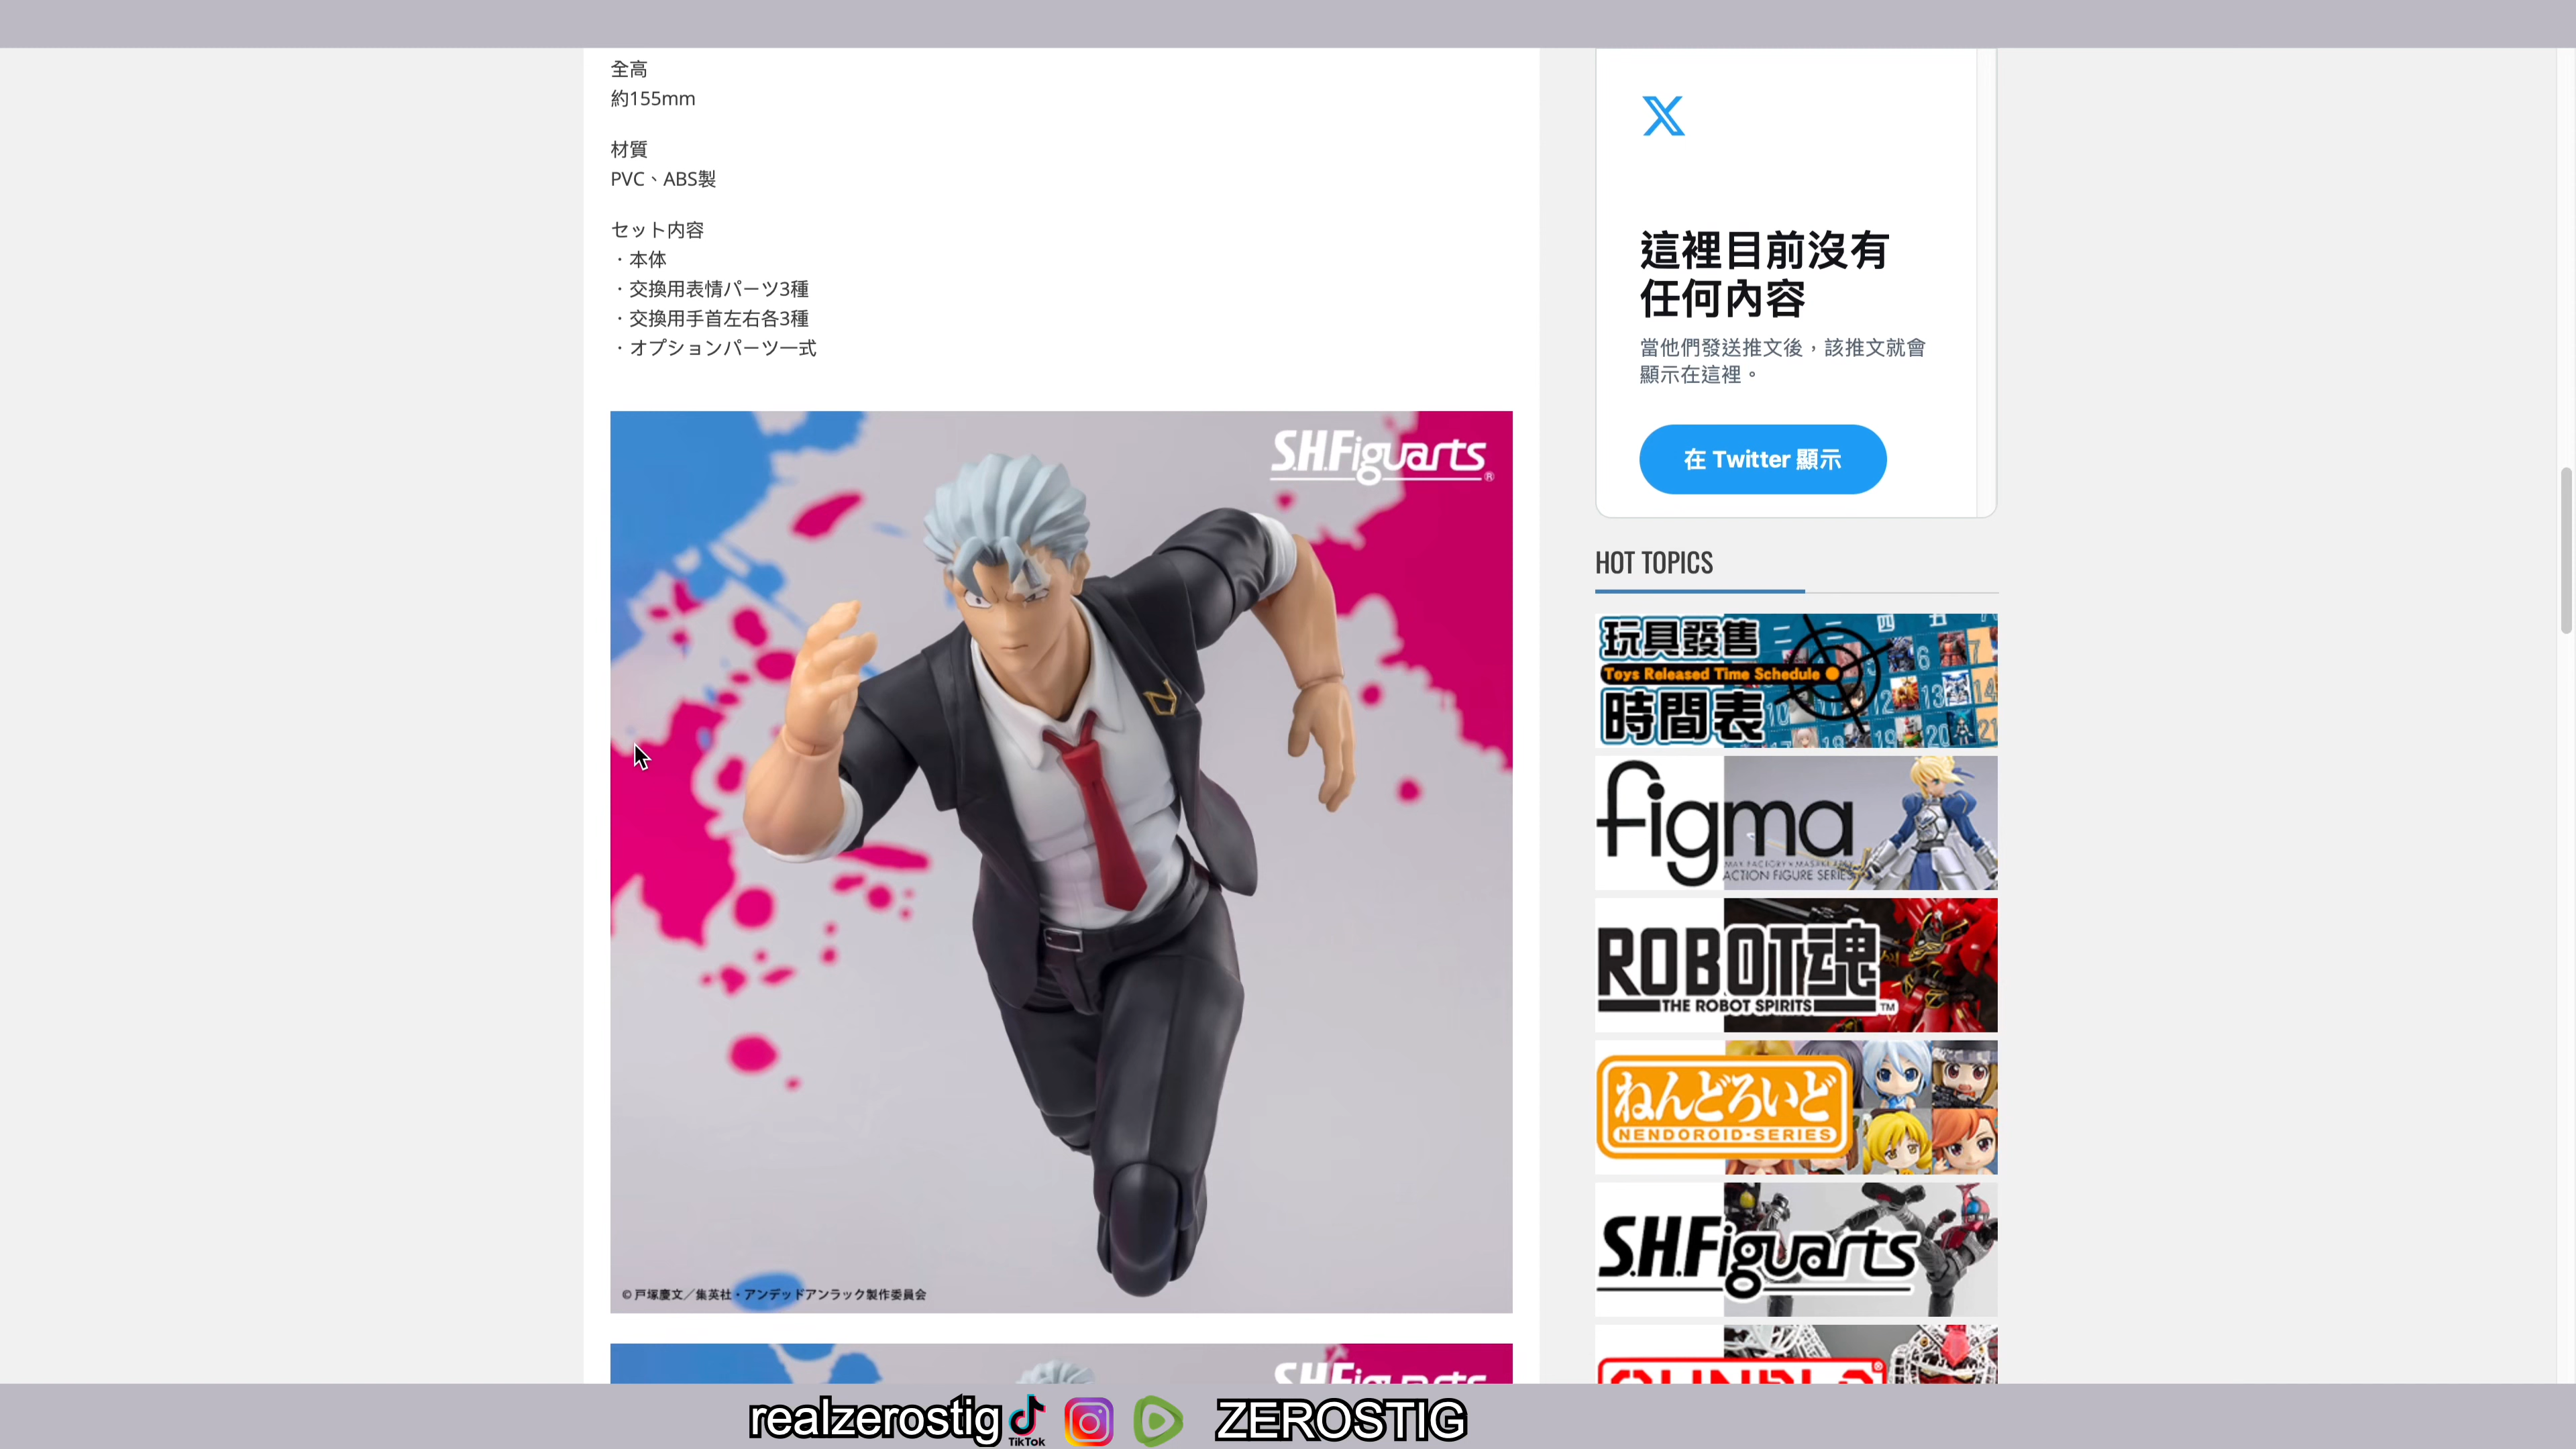 全高
約155mm
材質
PVC、ABS製
セット内容
・本体
・交換用表情パーツ3種
・交換用手首左右各3種
・オプションパーツ一式
S.H.Figuarts®
©戸塚慶文／集英社・アンデッドアンラック製作委員会
S.H.Figuarts
這裡目前沒有
任何內容
當他們發送推文後，該推文就會
顯示在這裡。
在 Twitter 顯示
HOT TOPICS
玩具發售
Toys Released Time Schedule
時間表
figma
MAX FACTORY × MASAKI APSY
ACTION FIGURE SERIES
ROBOT魂
THE ROBOT SPIRITS
TM
ねんどろいど
NENDOROID·SERIES
S.H.Figuarts
realzerostig
TikTok
ZEROSTIG